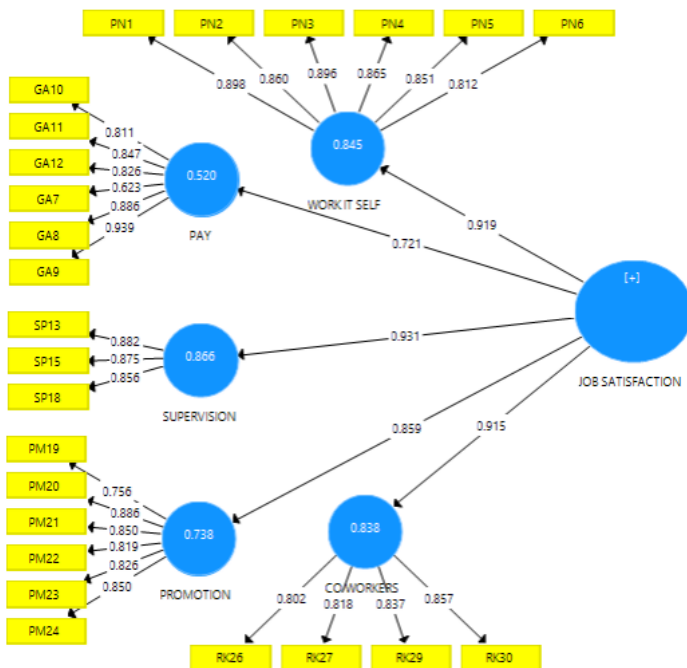 PN1 PN2 PN3 PN4 PN5 PN6
0.898 0.860 0.896 0.865 0.851 0.812
0.845
WORK IT SELF
GA10
GA11
GA12
GA7
GA8
GA9
0.811
0.847
0.826
0.623
0.886
0.939
0.520
PAY
0.919
0.721
[+]
JOB SATISFACTION
SP13
SP15
SP18
0.882
0.875
0.856
0.866
SUPERVISION
0.931
0.859
0.915
PM19
PM20
PM21
PM22
PM23
PM24
0.756
0.886
0.850
0.819
0.826
0.850
0.738
PROMOTION
0.838
CO.WORKERS
0.802 0.818 0.837 0.857
RK26 RK27 RK29 RK30